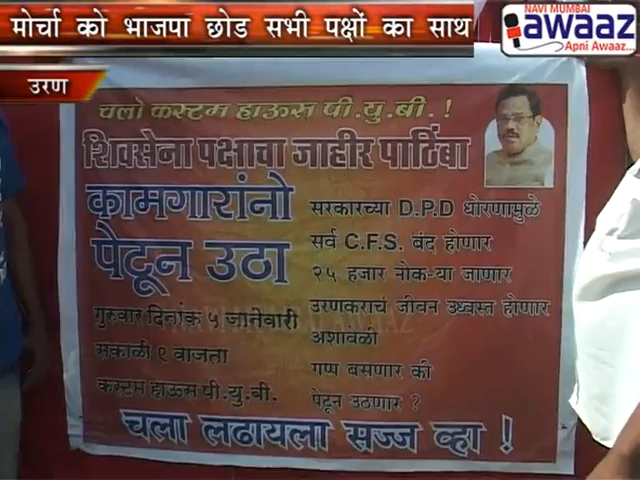 मोर्चा को भाजपा छोड सभी पक्षों का साथ
NAVI MUMBAI
awaaz
Apni Awaaz...
उरण
चलो कस्टम हाऊस पी.यु.बी.!
शिवसेना पक्षाचा जाहीर पाठिंबा
कामगारांनो
पेटून उठा
गुरुवार दिनांक ५ जानेवारी
सकाळी ९ वाजता
कस्टम हाऊस पी.यु.बी.
सरकारच्या D.P.D धोरणामुळे
सर्व C.F.S. बंद होणार
२५ हजार नोक-या जाणार
उरणकराचं जीवन उध्वस्त होणार
अशावेळी
गप्प बसणार की
पेटून उठणार ?
चला लढायला सज्ज व्हा !